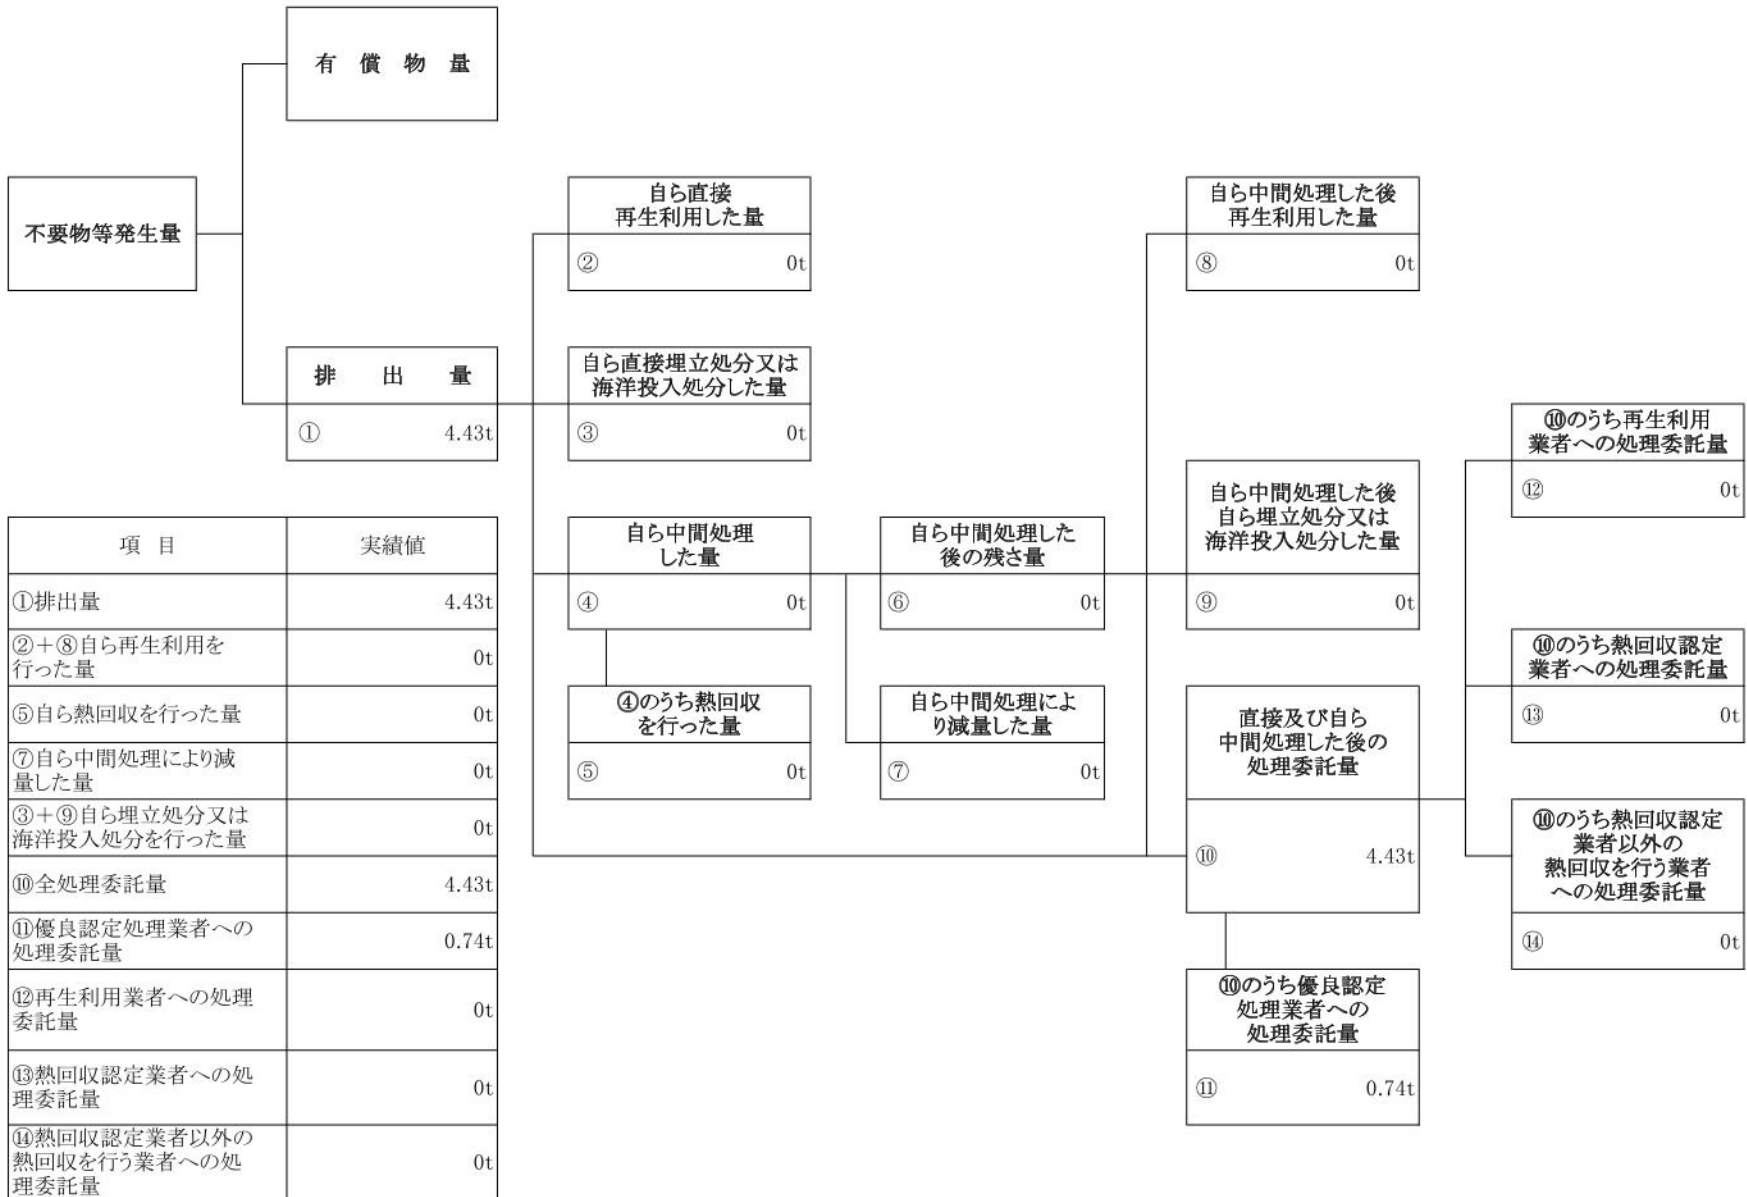 有 償 物 量
不要物等発生量
自ら直接
再生利用した量
② 0t
自ら中間処理した後
再生利用した量
⑧ 0t
排 出 量
① 4.43t
自ら直接埋立処分又は
海洋投入処分した量
③ 0t
⑩のうち再生利用
業者への処理委託量
⑫ 0t
自ら中間処理
した量
④ 0t
自ら中間処理した
後の残さ量
⑥ 0t
自ら中間処理した後
自ら埋立処分又は
海洋投入処分した量
⑨ 0t
⑩のうち熱回収認定
業者への処理委託量
⑬ 0t
④のうち熱回収
を行った量
⑤ 0t
自ら中間処理によ
り減量した量
⑦ 0t
直接及び自ら
中間処理した後の
処理委託量
⑩ 4.43t
⑩のうち熱回収認定
業者以外の
熱回収を行う業者
への処理委託量
⑭ 0t
⑩のうち優良認定
処理業者への
処理委託量
⑪ 0.74t
項 目 実績値
①排出量 4.43t
②＋⑧自ら再生利用を
行った量 0t
⑤自ら熱回収を行った量 0t
⑦自ら中間処理により減
量した量 0t
③＋⑨自ら埋立処分又は
海洋投入処分を行った量 0t
⑩全処理委託量 4.43t
⑪優良認定処理業者への
処理委託量 0.74t
⑫再生利用業者への処理
委託量 0t
⑬熱回収認定業者への処
理委託量 0t
⑭熱回収認定業者以外の
熱回収を行う業者への処
理委託量 0t